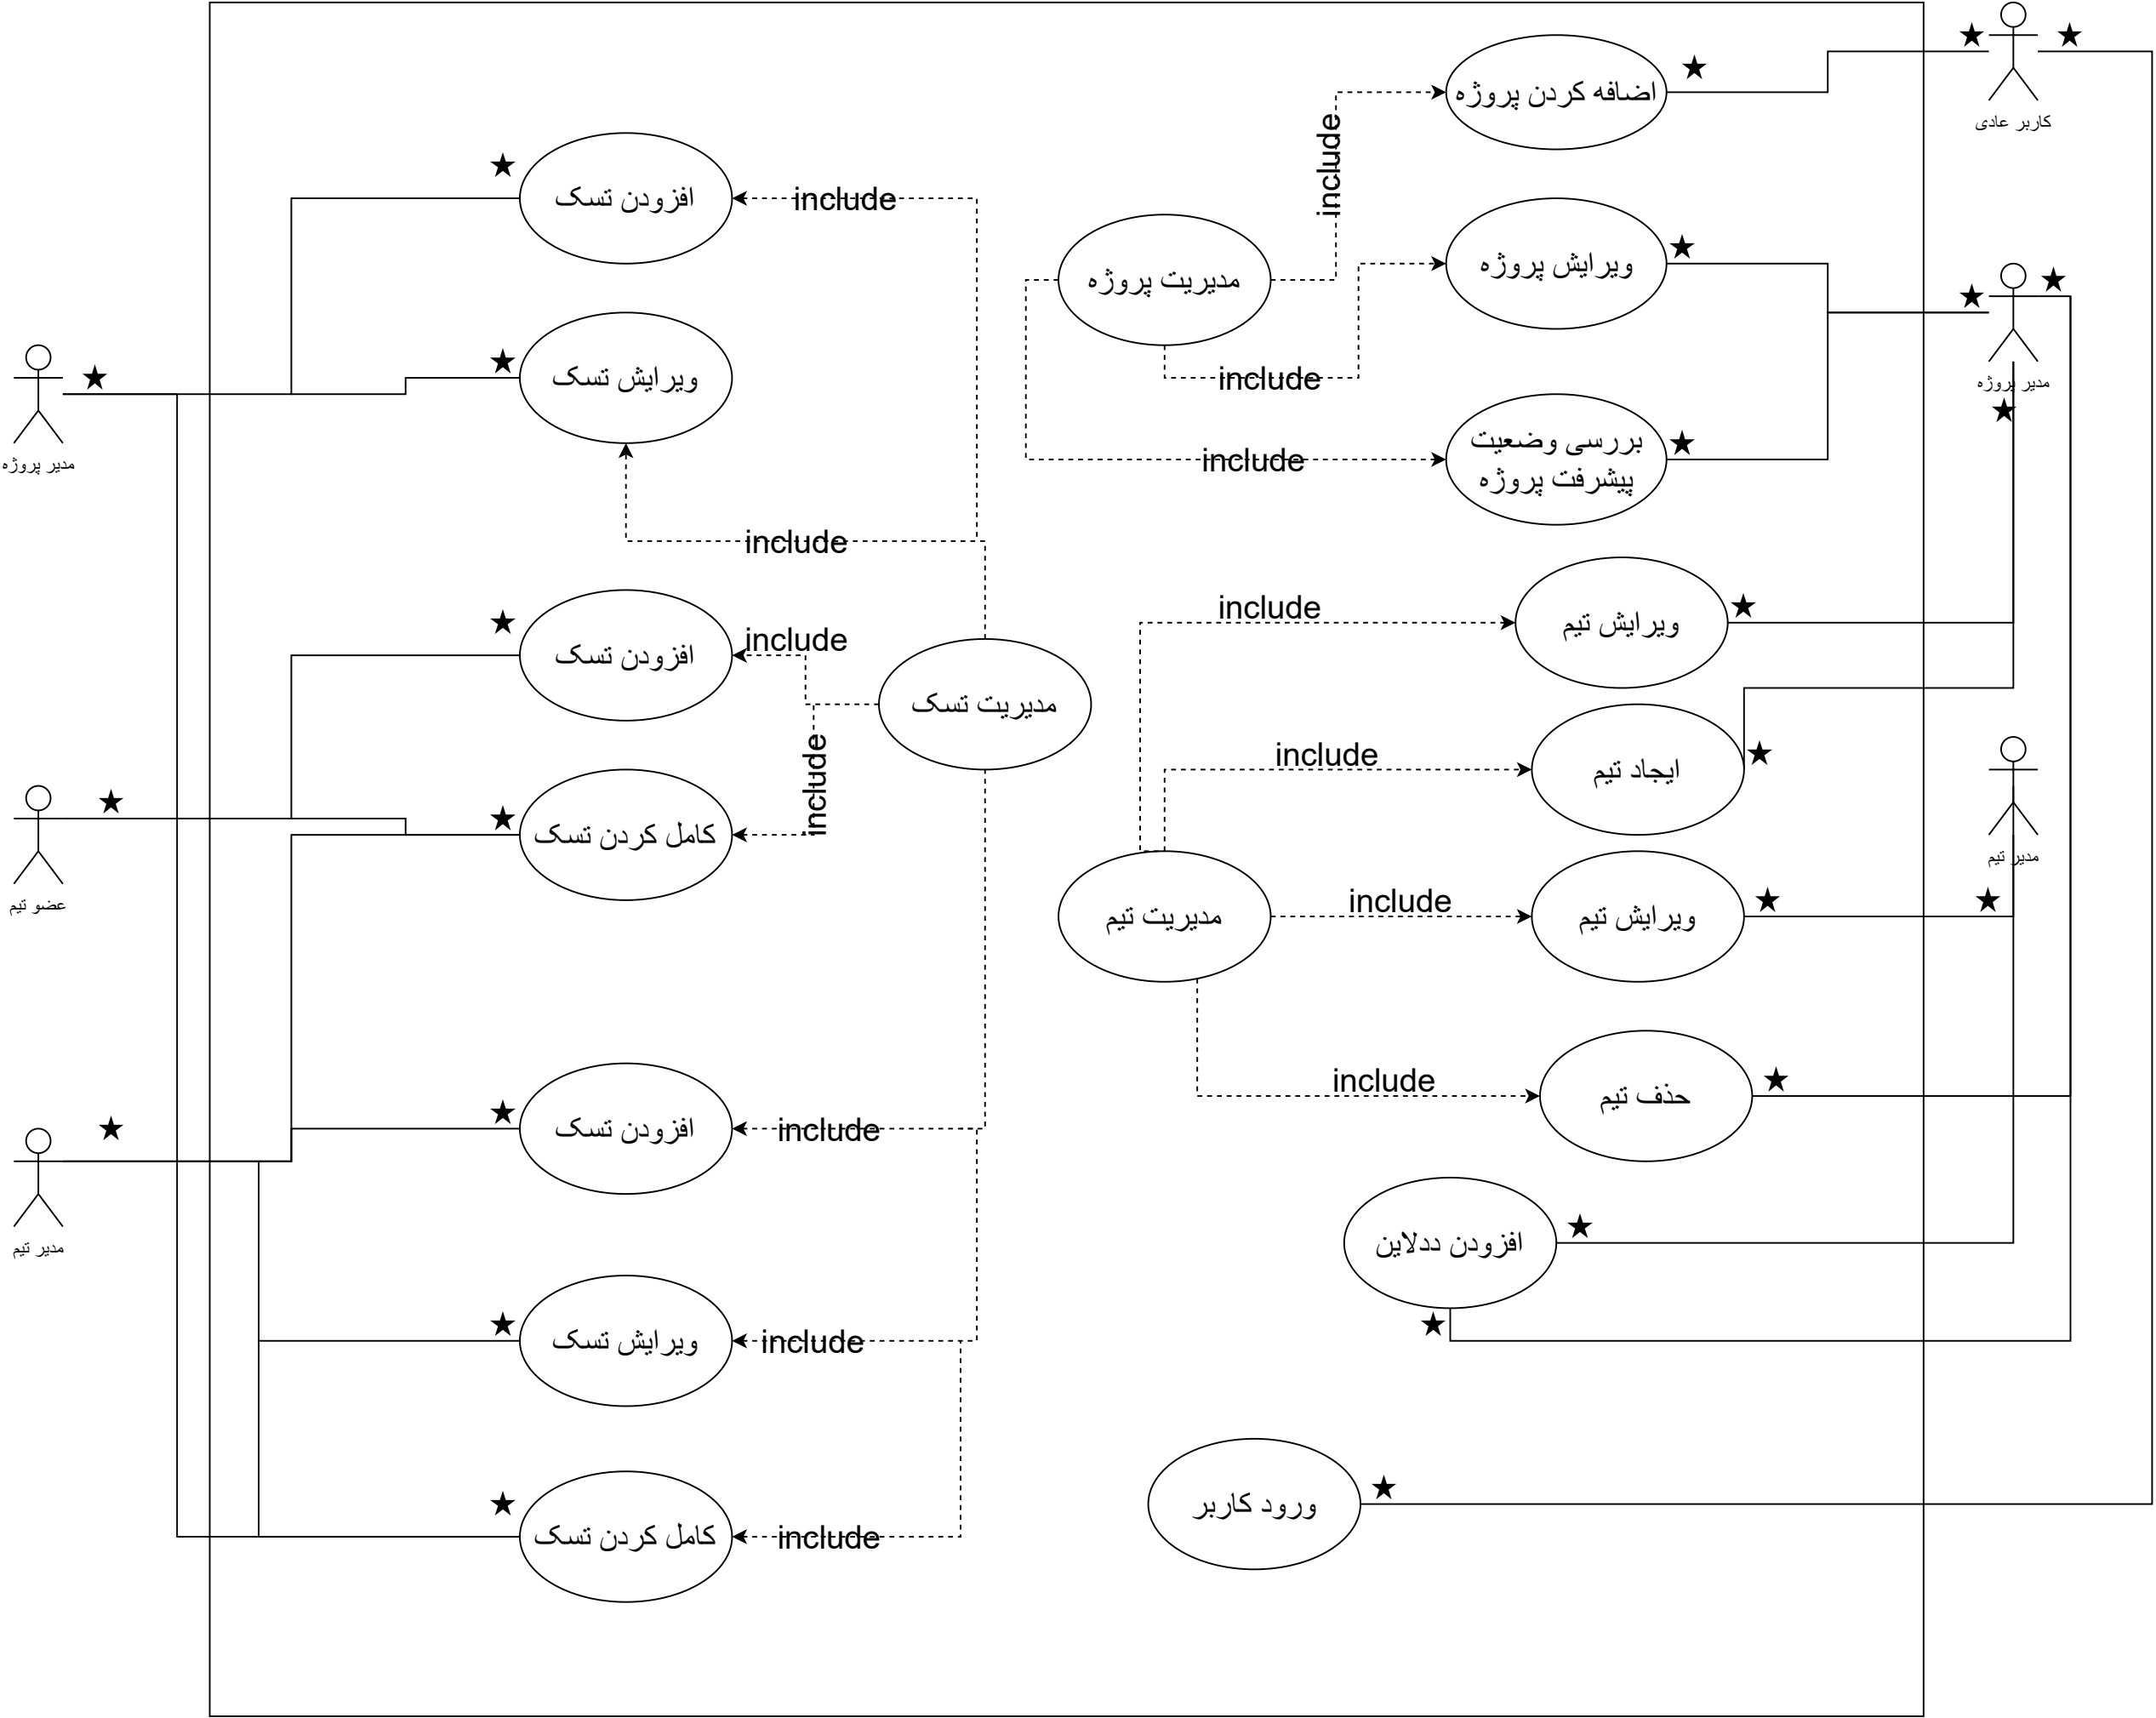 کاربر عادی
اضافه کردن پروژه
include
افزودن تسک
include
مدیریت پروژه
ویرایش پروژه
مدیر پروژه
ویرایش تسک
include
مدیر پروژه
بررسی وضعیت
پیشرفت پروژه
include
include
include
ویرایش تیم
include
افزودن تسک
مدیریت تسک
include
include
ایجاد تیم
مدیر تیم
کامل کردن تسک
عضو تیم
include
مدیریت تیم
ویرایش تیم
include
حذف تیم
افزودن تسک
include
مدیر تیم
افزودن ددلاین
ویرایش تسک
include
ورود کاربر
کامل کردن تسک
include